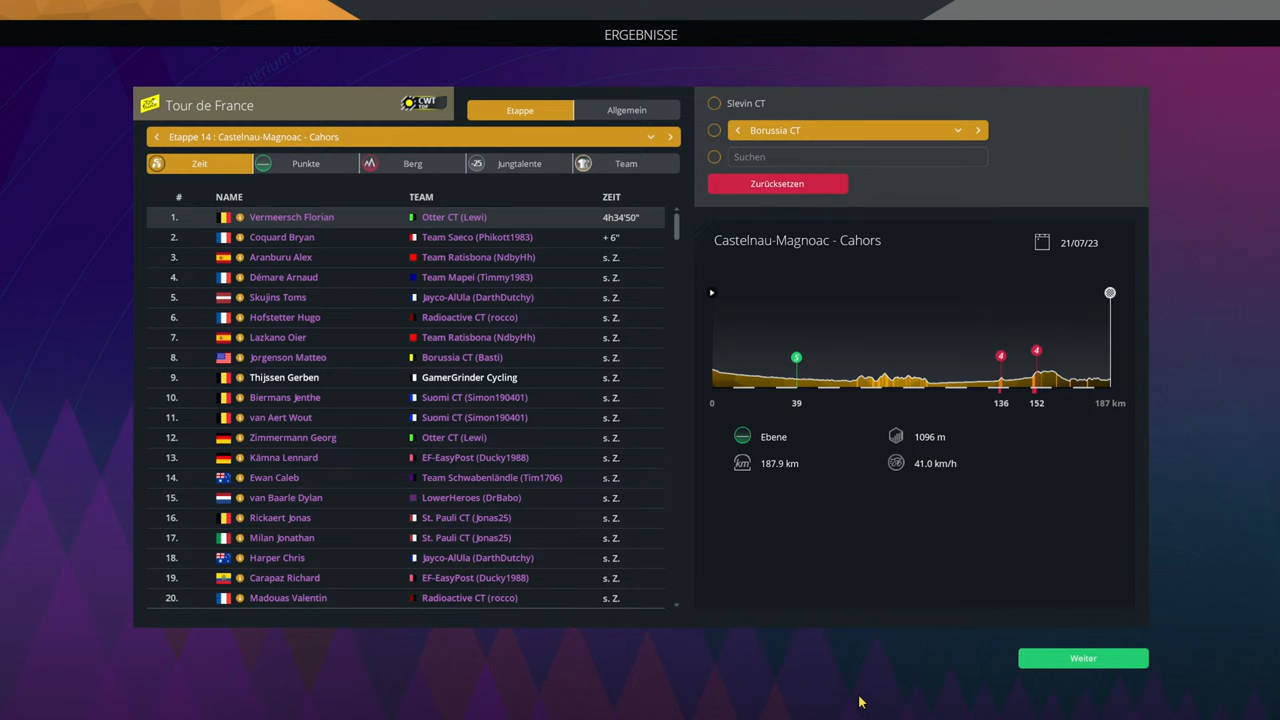 ERGEBNISSE
Tour de France
CWI
Etappe Allgemein
Etappe 14 : Castelnau-Magnoac - Cahors
Zeit Punkte Berg Jungtalente Team
# NAME TEAM ZEIT
1. Vermeersch Florian Otter CT (Lewi) 4h34'50"
2. Coquard Bryan Team Saeco (Phikott1983) + 6"
3. Aranburu Alex Team Ratisbona (NdbyHh) s. Z.
4. Démare Arnaud Team Mapei (Timmy1983) s. Z.
5. Skujins Toms Jayco-AlUla (DarthDutchy) s. Z.
6. Hofstetter Hugo Radioactive CT (rocco) s. Z.
7. Lazkano Oier Team Ratisbona (NdbyHh) s. Z.
8. Jorgenson Matteo Borussia CT (Basti) s. Z.
9. Thijssen Gerben GamerGrinder Cycling s. Z.
10. Biermans Jenthe Suomi CT (Simon190401) s. Z.
11. van Aert Wout Suomi CT (Simon190401) s. Z.
12. Zimmermann Georg Otter CT (Lewi) s. Z.
13. Kämna Lennard EF-EasyPost (Ducky1988) s. Z.
14. Ewan Caleb Team Schwabenländle (Tim1706) s. Z.
15. van Baarle Dylan LowerHeroes (DrBabo) s. Z.
16. Rickaert Jonas St. Pauli CT (Jonas25) s. Z.
17. Milan Jonathan St. Pauli CT (Jonas25) s. Z.
18. Harper Chris Jayco-AlUla (DarthDutchy) s. Z.
19. Carapaz Richard EF-EasyPost (Ducky1988) s. Z.
20. Madouas Valentin Radioactive CT (rocco) s. Z.
Slevin CT
Borussia CT
Suchen
Zurücksetzen
Castelnau-Magnoac - Cahors 21/07/23
S 4 4
0 39 136 152 187 km
Ebene 1096 m
km 187.9 km 41.0 km/h
Weiter